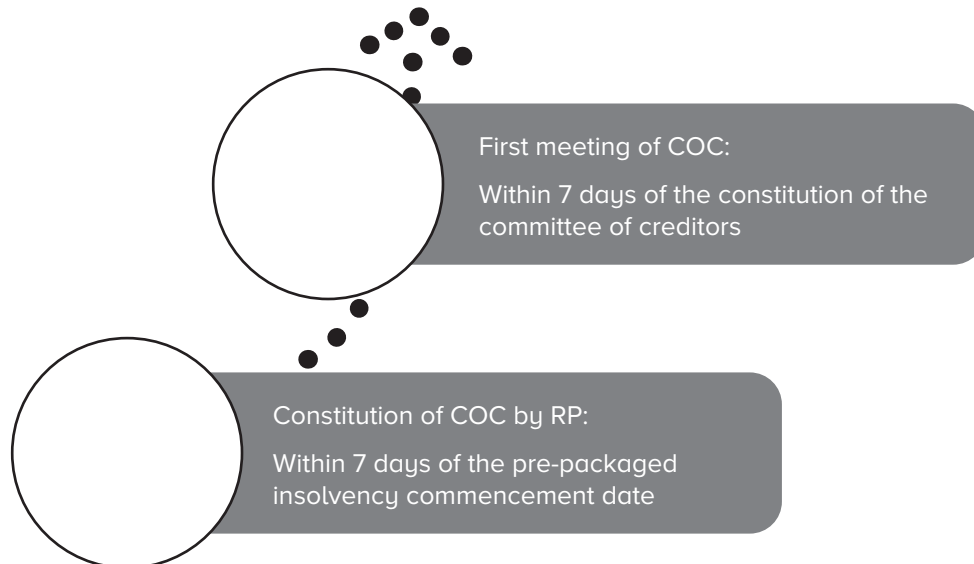 First meeting of COC:
Within 7 days of the constitution of the
committee of creditors
Constitution of COC by RP:
Within 7 days of the pre-packaged
insolvency commencement date